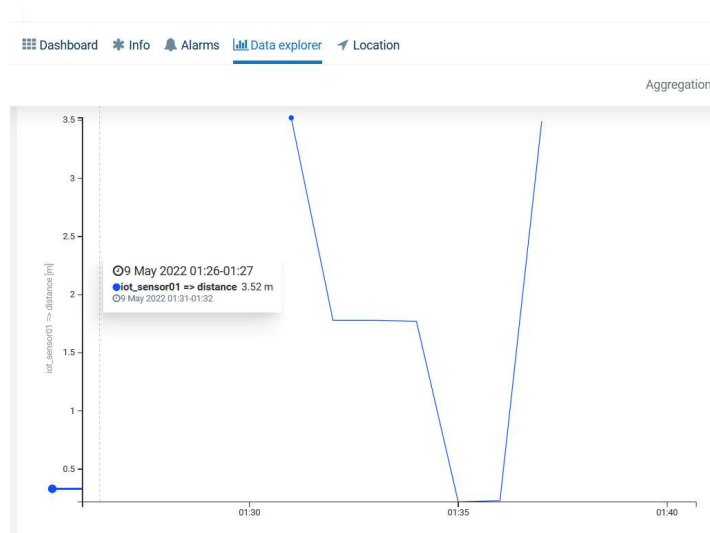 Dashboard Info Alarms Data explorer Location
Aggregation
3.5
3
2.5
2
1.5
1
0.5
iot_sensor01 => distance [m]
9 May 2022 01:26-01:27
iot_sensor01 => distance 3.52 m
9 May 2022 01:31-01:32
01:30 01:35 01:40